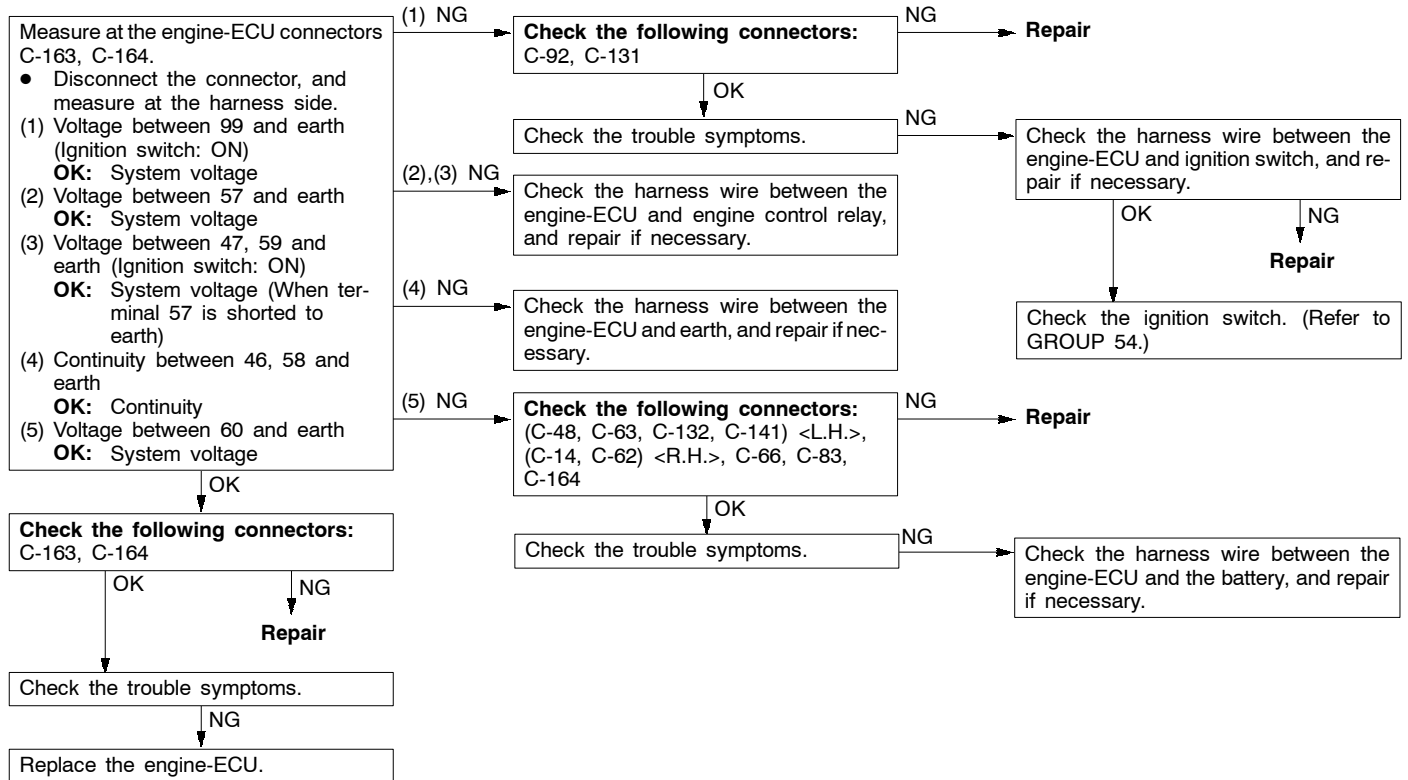 Measure at the engine-ECU connectors
C-163, C-164.
● Disconnect the connector, and
measure at the harness side.
(1) Voltage between 99 and earth
(Ignition switch: ON)
OK: System voltage
(2) Voltage between 57 and earth
OK: System voltage
(3) Voltage between 47, 59 and
earth (Ignition switch: ON)
OK: System voltage (When ter-
minal 57 is shorted to
earth)
(4) Continuity between 46, 58 and
earth
OK: Continuity
(5) Voltage between 60 and earth
OK: System voltage
(1) NG
Check the following connectors:
C-92, C-131
NG
Repair
OK
Check the trouble symptoms.
NG
Check the harness wire between the
engine-ECU and ignition switch, and re-
pair if necessary.
OK
NG
Repair
Check the ignition switch. (Refer to
GROUP 54.)
(2),(3) NG
Check the harness wire between the
engine-ECU and engine control relay,
and repair if necessary.
(4) NG
Check the harness wire between the
engine-ECU and earth, and repair if nec-
essary.
(5) NG
Check the following connectors:
(C-48, C-63, C-132, C-141) <L.H.>,
(C-14, C-62) <R.H.>, C-66, C-83,
C-164
NG
Repair
OK
Check the trouble symptoms.
NG
Check the harness wire between the
engine-ECU and the battery, and repair
if necessary.
OK
Check the following connectors:
C-163, C-164
OK
NG
Repair
Check the trouble symptoms.
NG
Replace the engine-ECU.